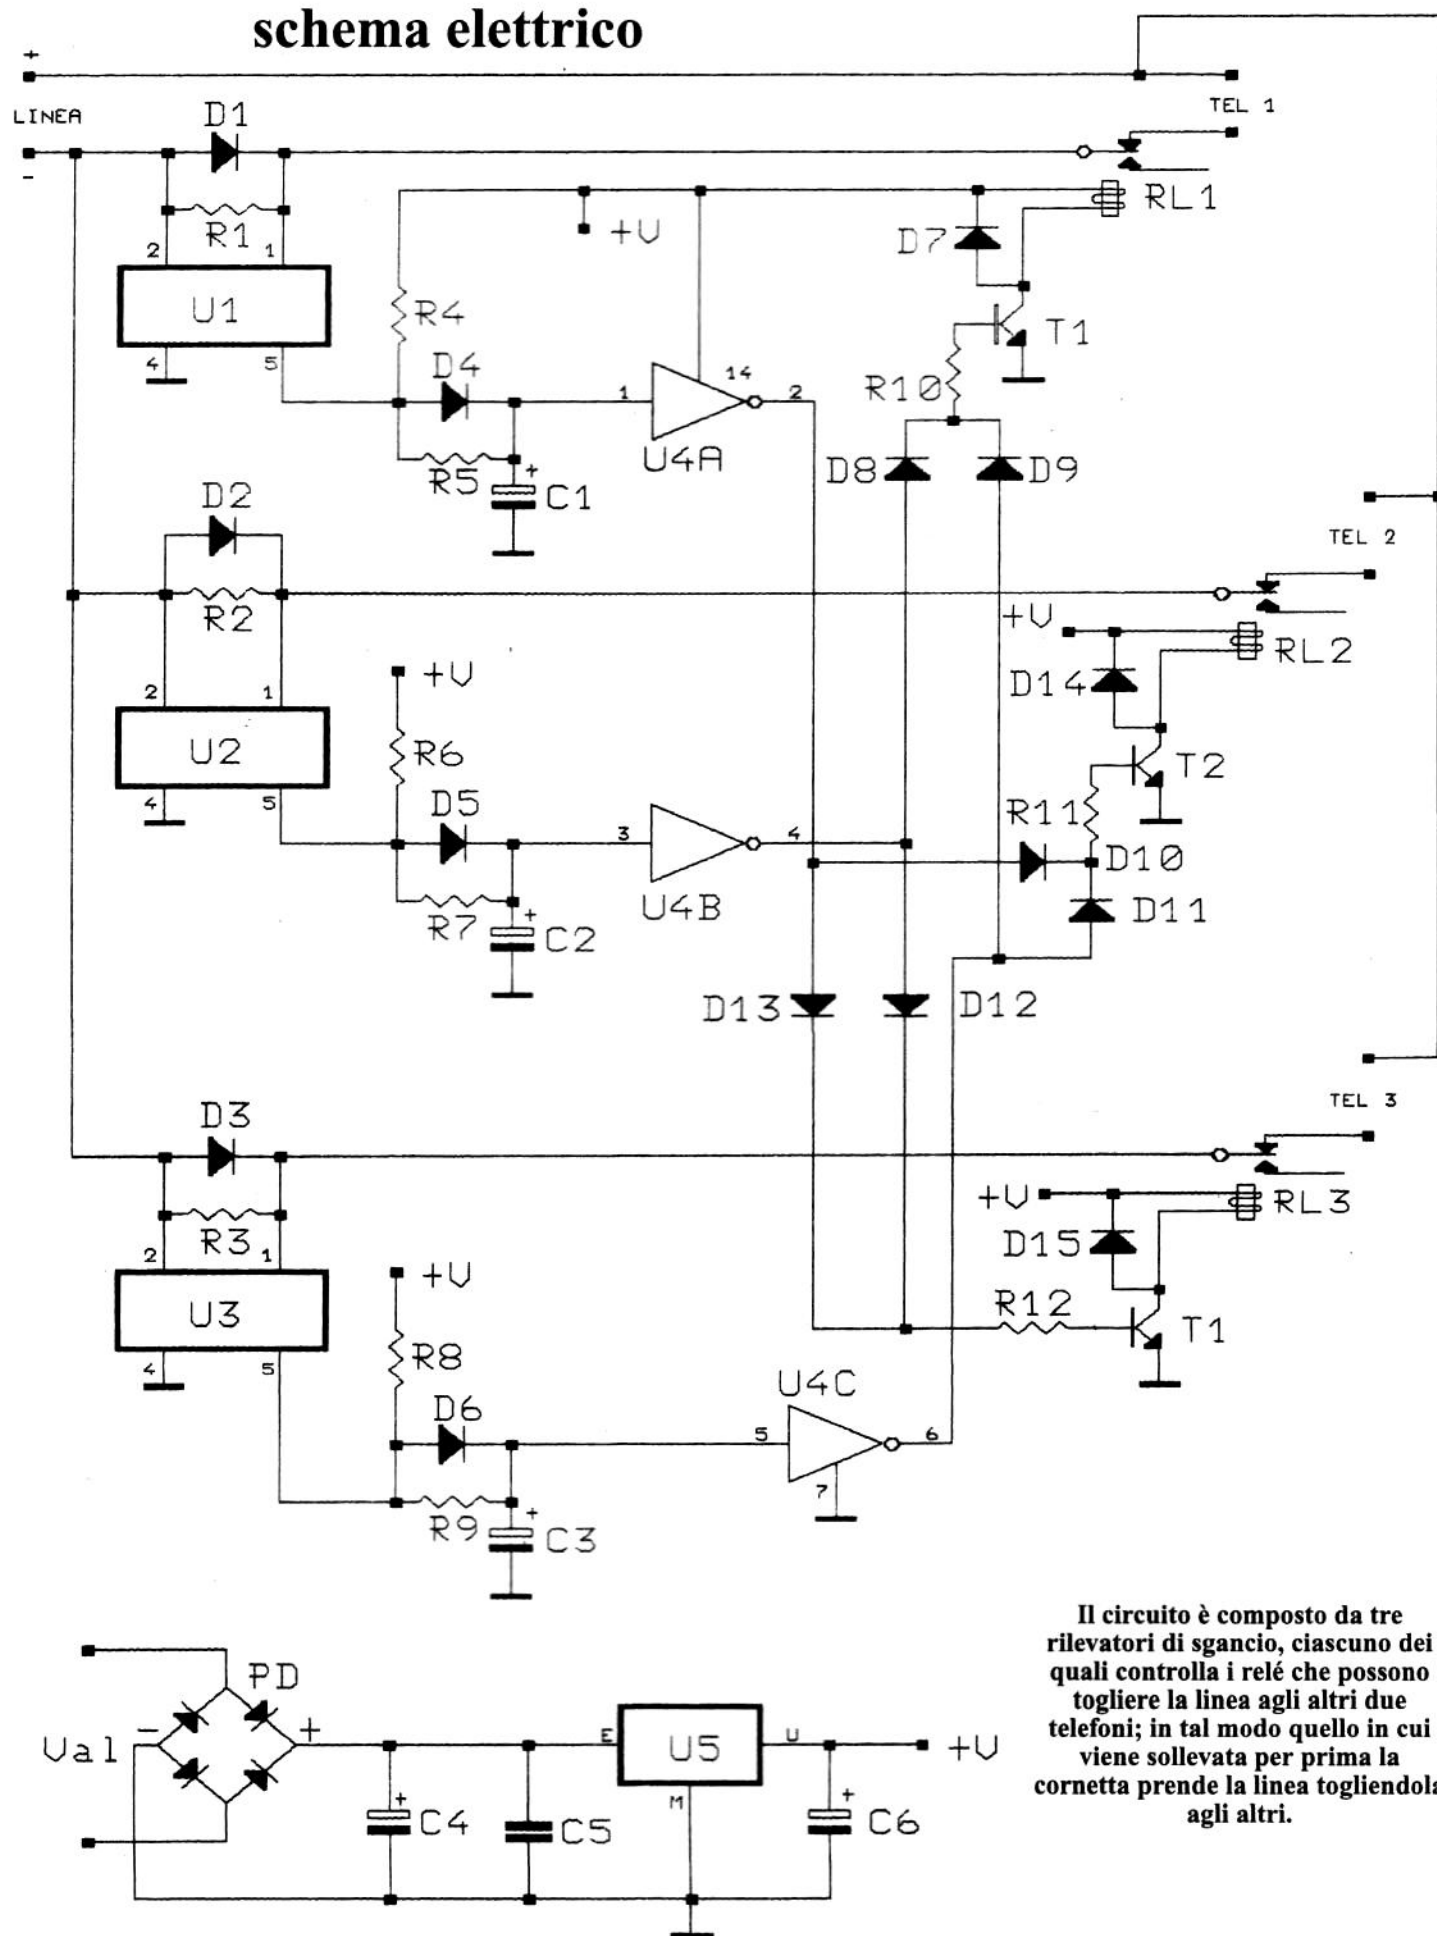 schema elettrico
+
LINEA
-
TEL 1
D1
R1
2 1
U1
4 5
+V
R4
D4
R5
C1
+
1
14
2
U4A
D7
RL1
T1
R10
D8
D9
D2
R2
2 1
U2
4 5
+V
R6
D5
R7
C2
+
3
4
U4B
TEL 2
+V
RL2
D14
T2
R11
D10
D11
D13
D12
D3
R3
2 1
U3
4 5
+V
R8
D6
R9
C3
+
5
6
7
U4C
TEL 3
+V
RL3
D15
R12
T1
Val
PD
-
+
C4
+
C5
E
U5
U
M
C6
+
+V
Il circuito è composto da tre
rilevatori di sgancio, ciascuno dei
quali controlla i relé che possono
togliere la linea agli altri due
telefoni; in tal modo quello in cui
viene sollevata per prima la
cornetta prende la linea togliendola
agli altri.